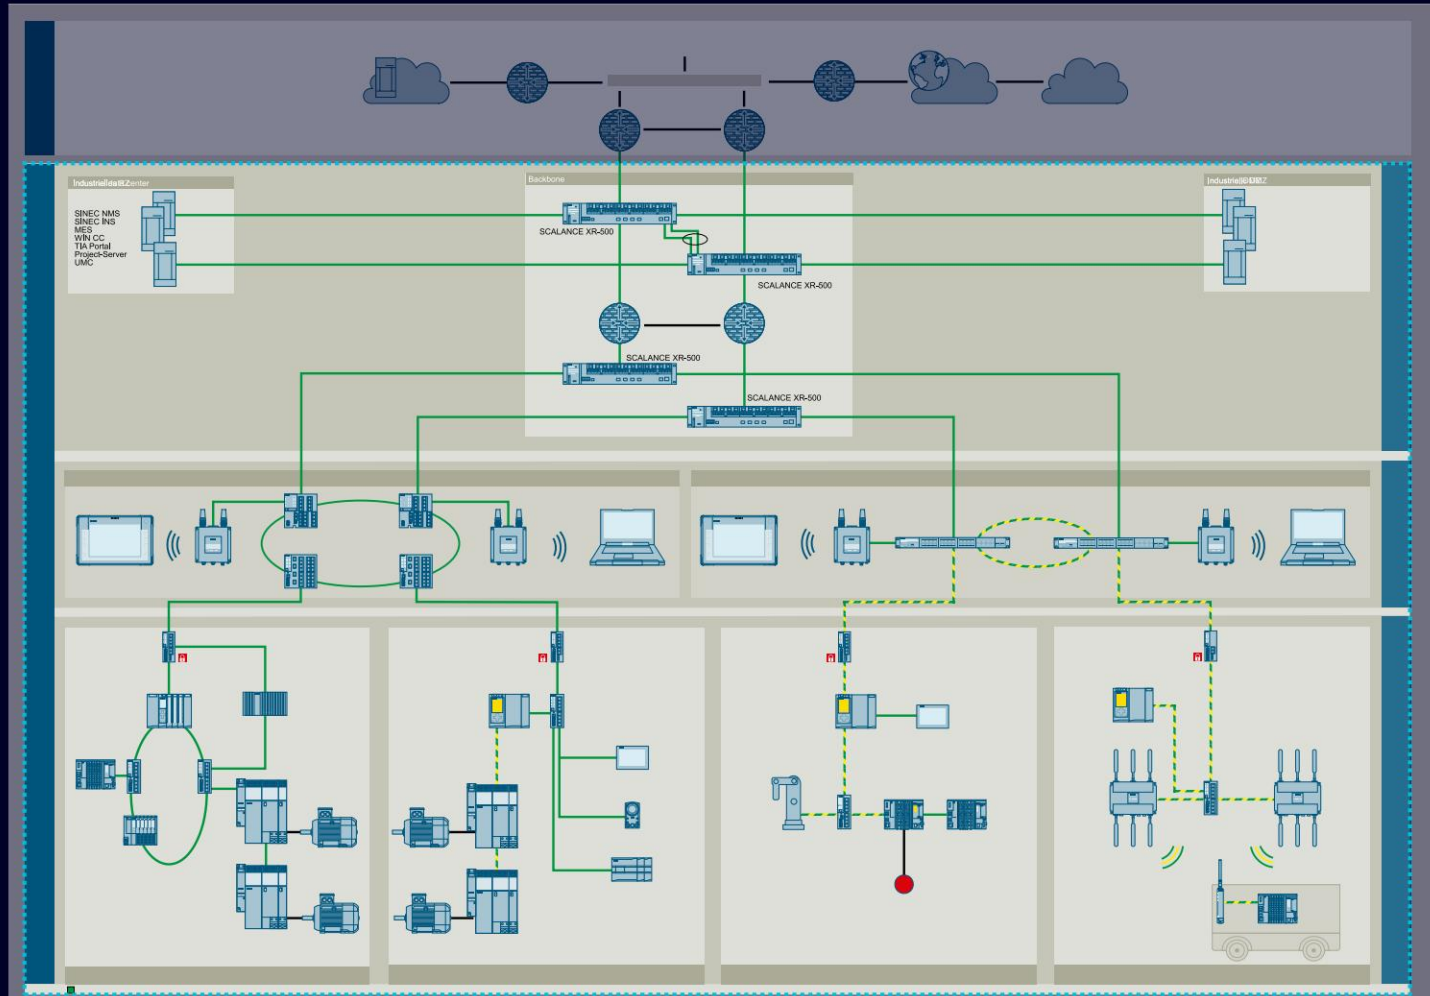 Backbone
SINEC NMS
SINEC INS
MES
WIN CC
TIA Portal
Project-Server
UMC
SCALANCE XR-500
SCALANCE XR-500
SCALANCE XR-500
SCALANCE XR-500